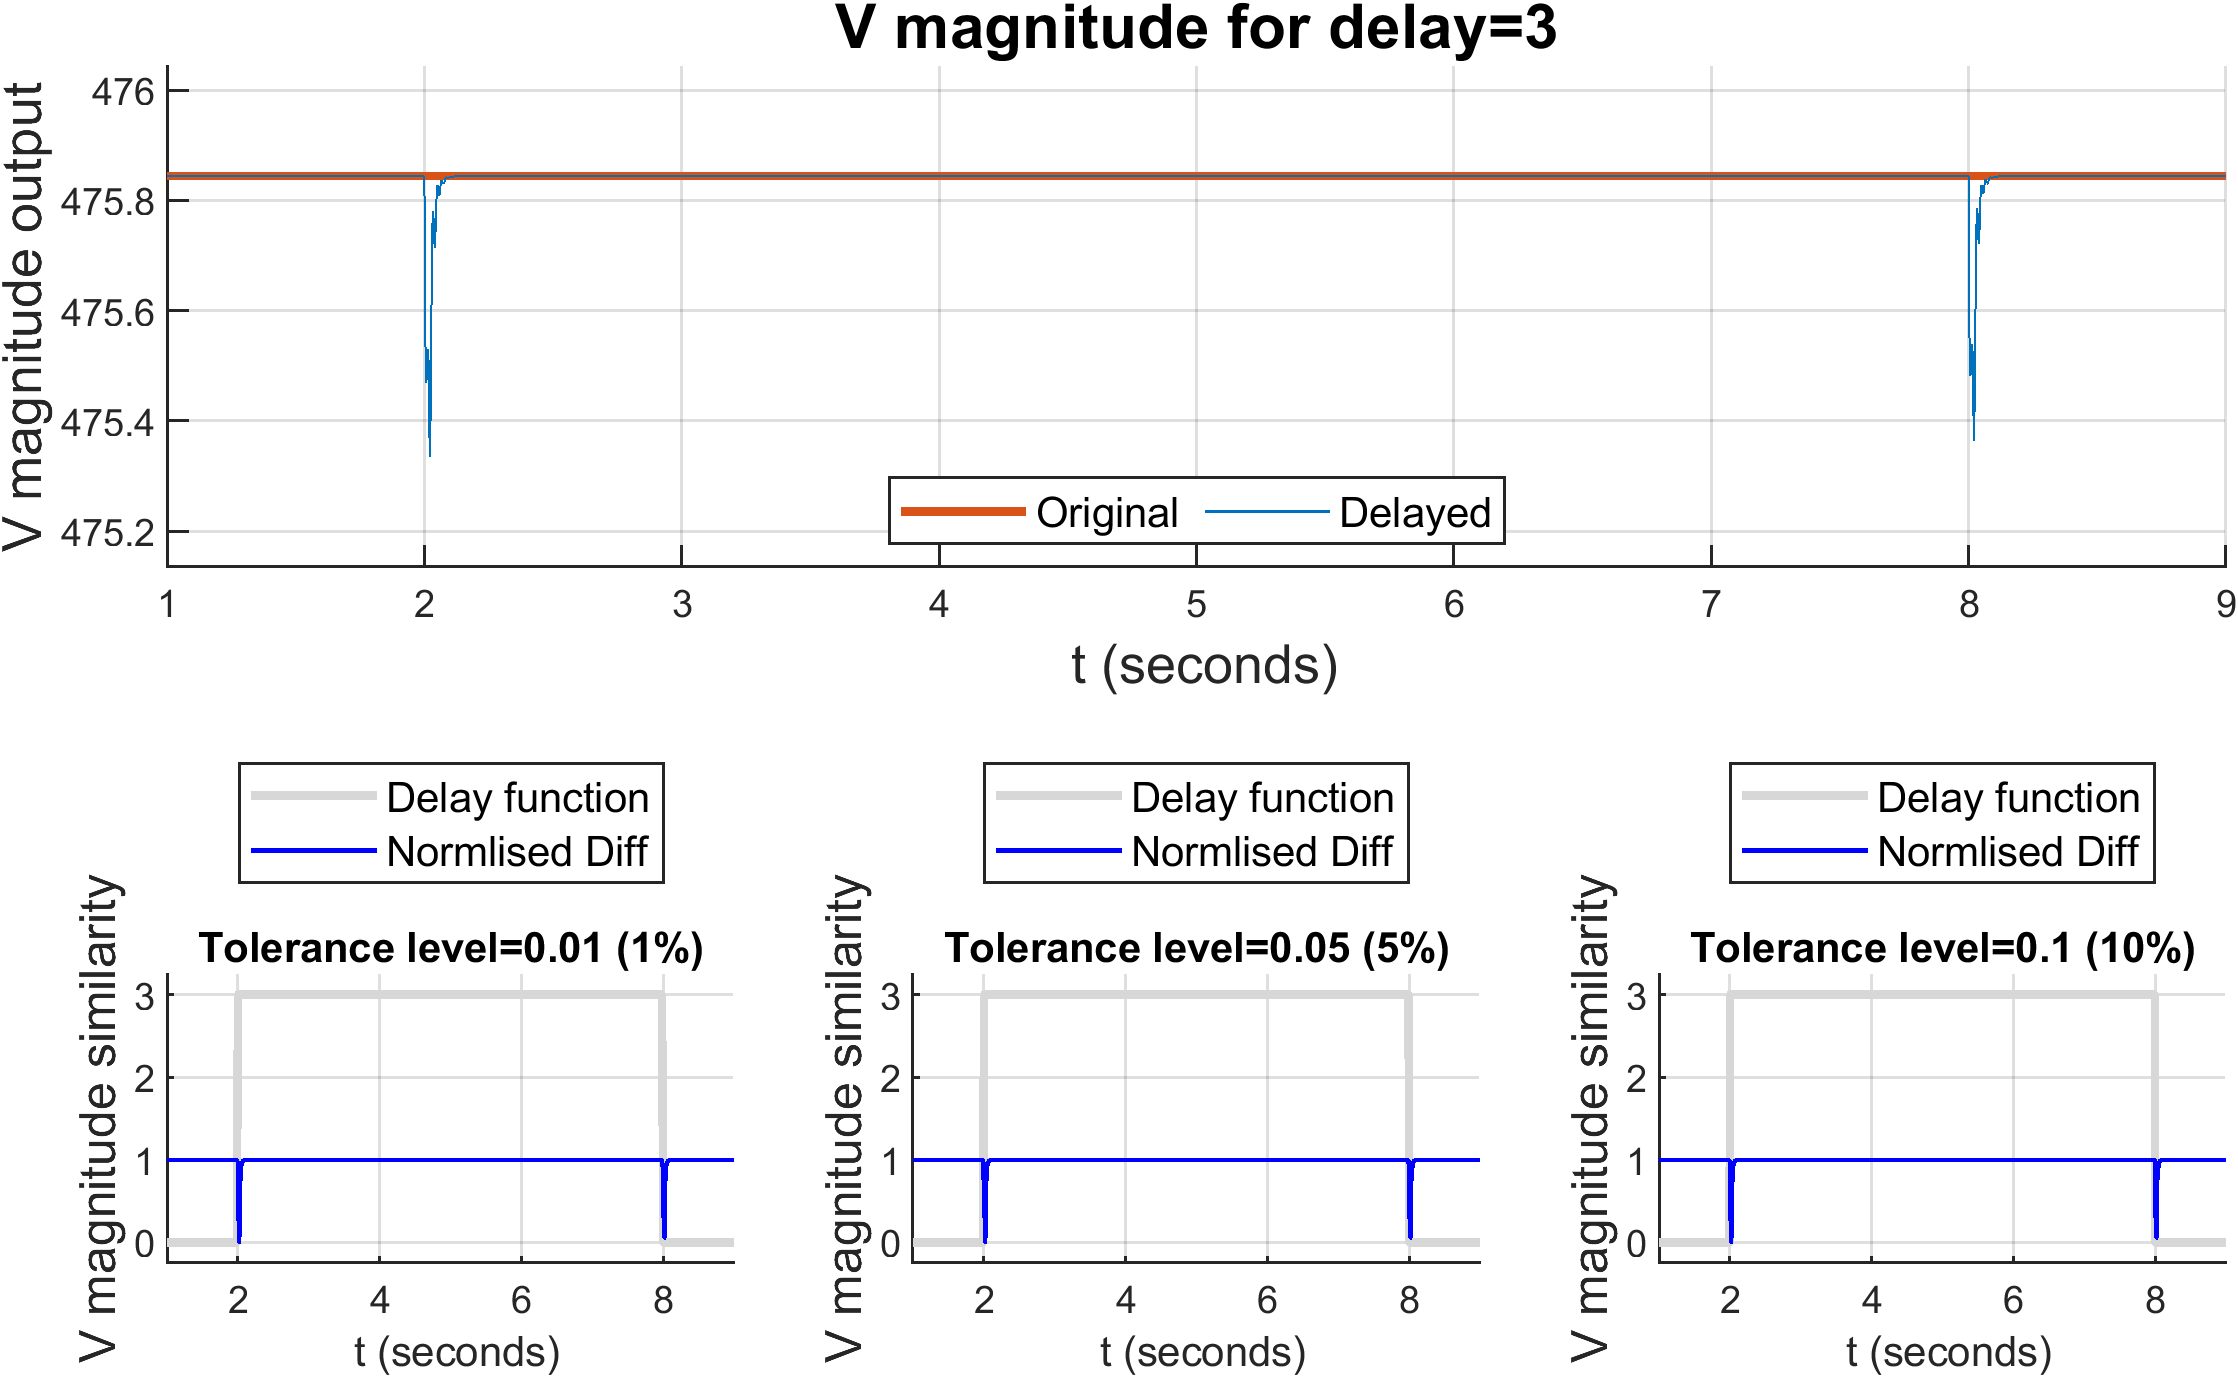 V magnitude for delay=3
V magnitude output
476
475.8
475.6
475.4
475.2
Original Delayed
1 2 3 4 5 6 7 8 9
t (seconds)
Delay function
Normlised Diff
Tolerance level=0.01 (1%)
V magnitude similarity
3
2
1
0
2 4 6 8
t (seconds)
Delay function
Normlised Diff
Tolerance level=0.05 (5%)
V magnitude similarity
3
2
1
0
2 4 6 8
t (seconds)
Delay function
Normlised Diff
Tolerance level=0.1 (10%)
V magnitude similarity
3
2
1
0
2 4 6 8
t (seconds)